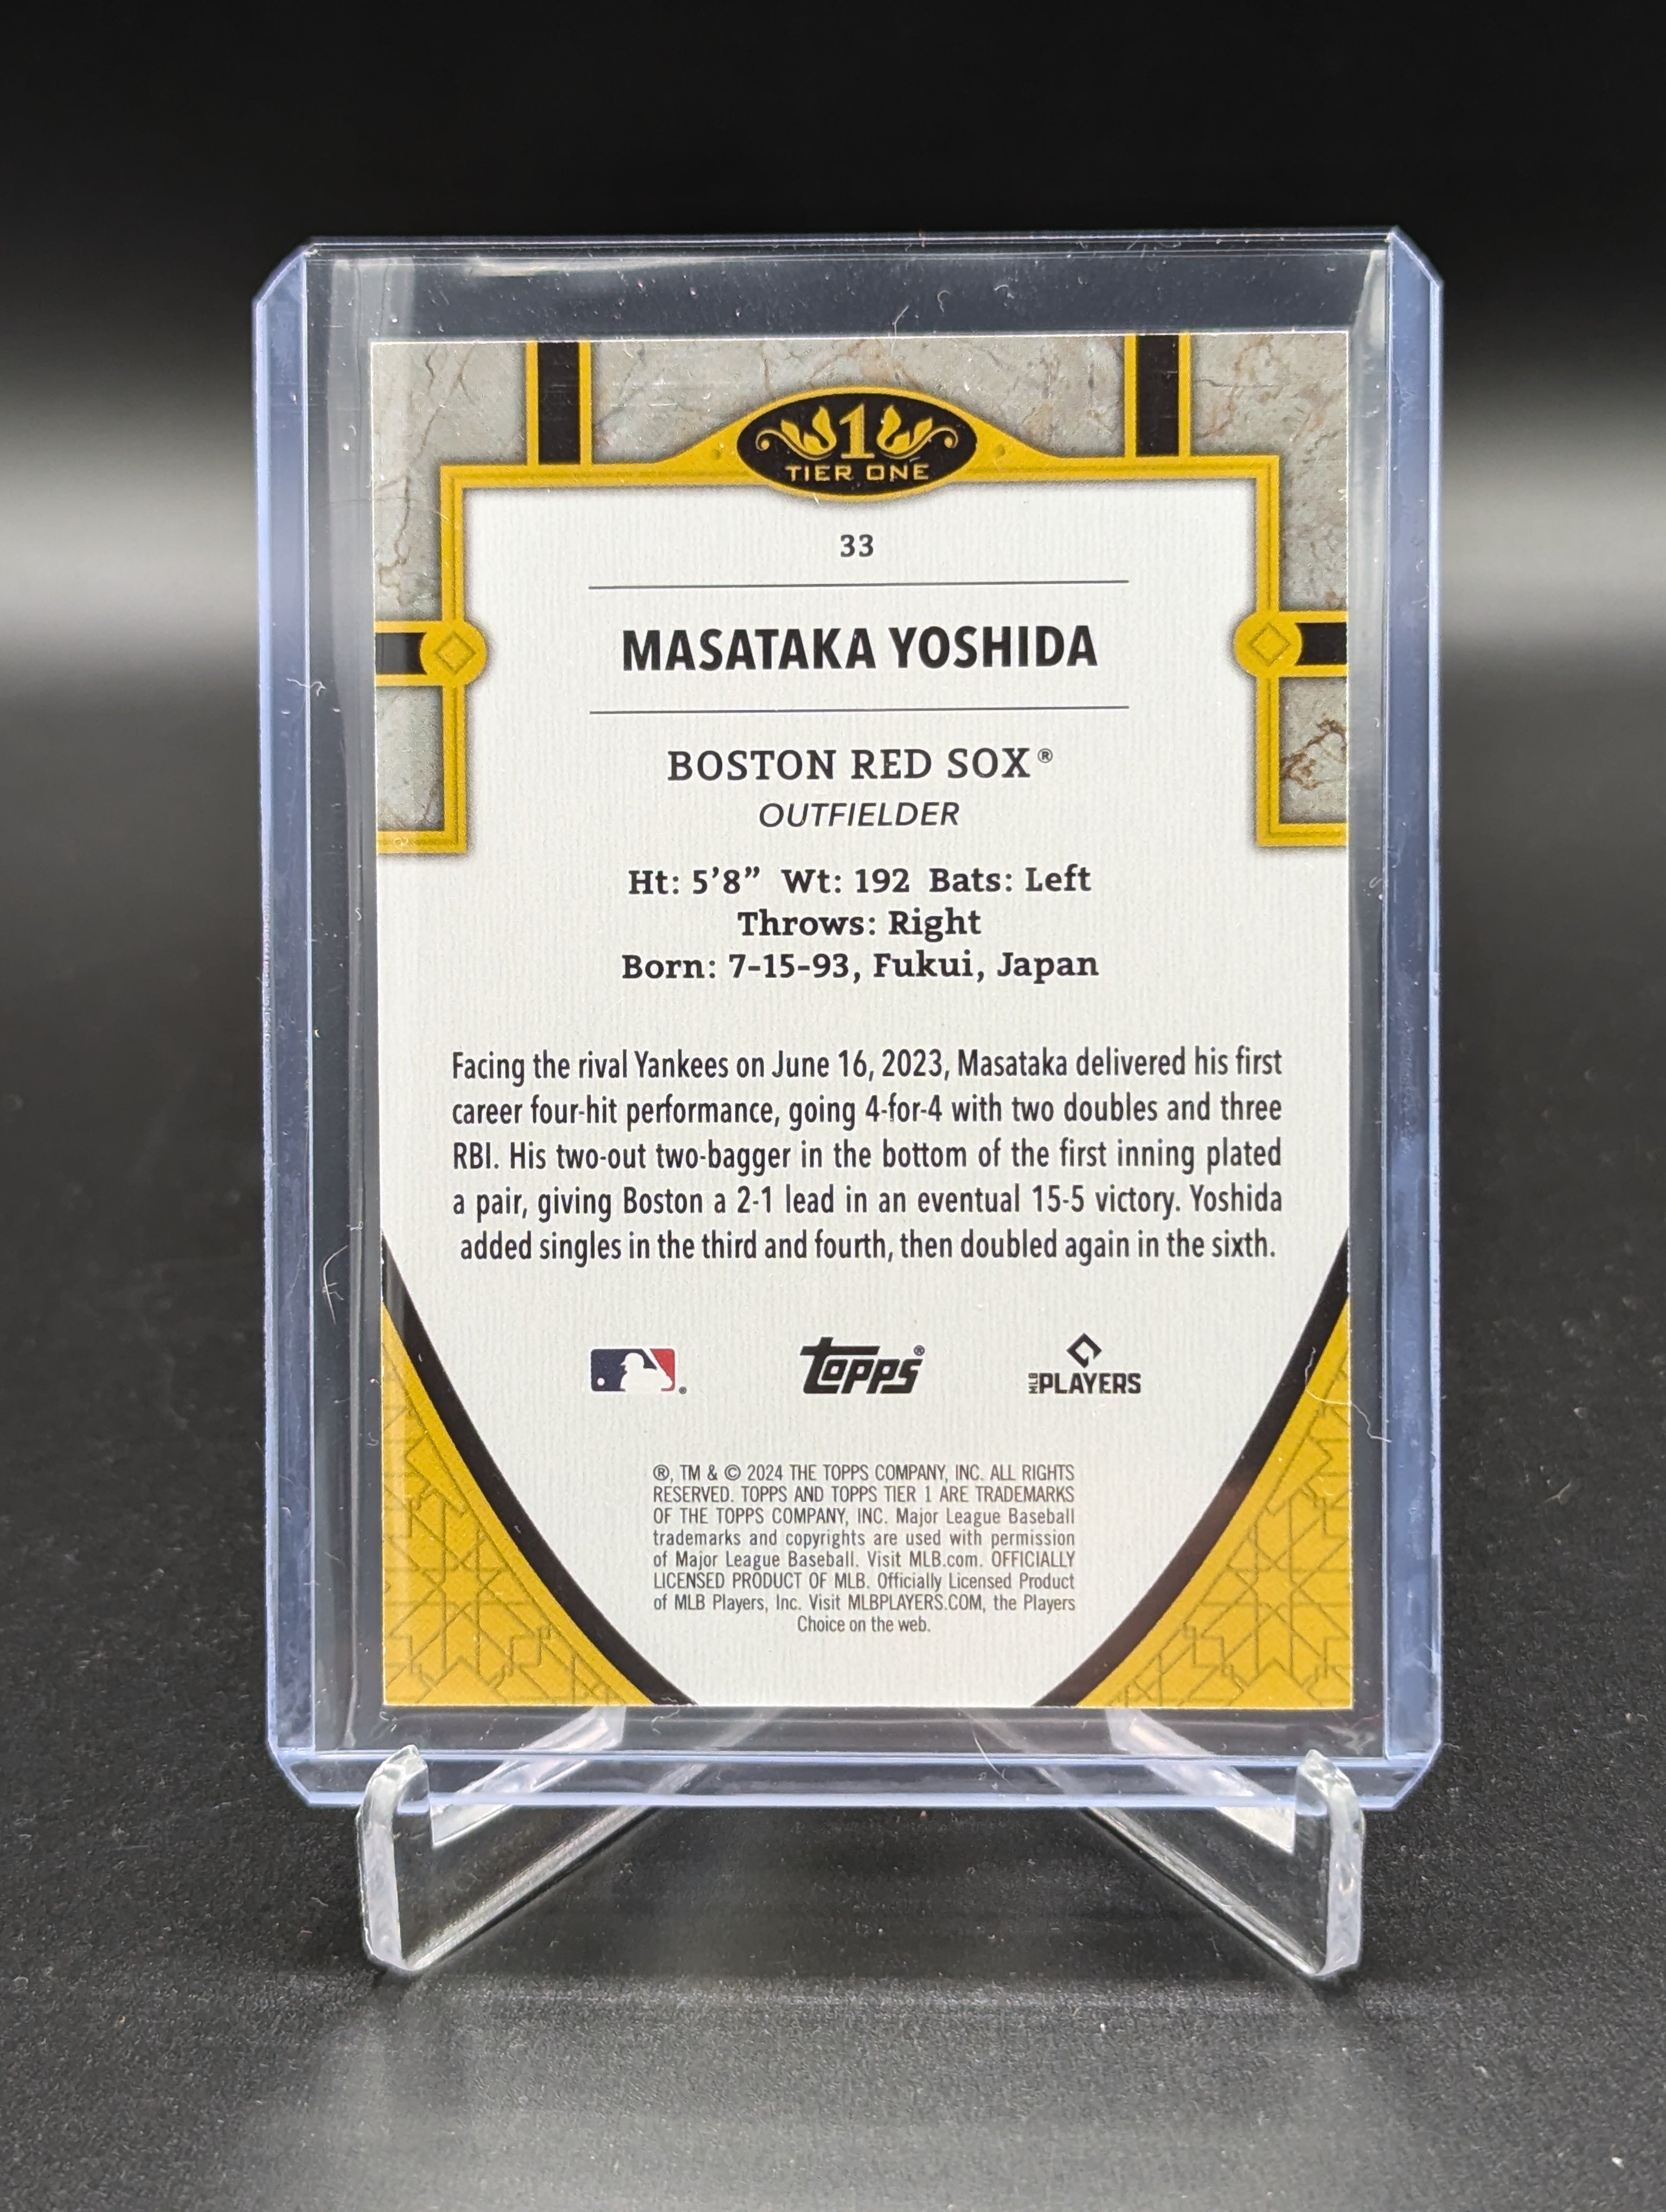 1
TIER ONE
33
MASATAKA YOSHIDA
BOSTON RED SOX®
OUTFIELDER
Ht: 5'8” Wt: 192 Bats: Left
Throws: Right
Born: 7-15-93, Fukui, Japan
Facing the rival Yankees on June 16, 2023, Masataka delivered his first
career four-hit performance, going 4-for-4 with two doubles and three
RBI. His two-out two-bagger in the bottom of the first inning plated
a pair, giving Boston a 2-1 lead in an eventual 15-5 victory. Yoshida
added singles in the third and fourth, then doubled again in the sixth.
topps®
MLB PLAYERS
®, TM & © 2024 THE TOPPS COMPANY, INC. ALL RIGHTS
RESERVED. TOPPS AND TOPPS TIER 1 ARE TRADEMARKS
OF THE TOPPS COMPANY, INC. Major League Baseball
trademarks and copyrights are used with permission
of Major League Baseball. Visit MLB.com. OFFICIALLY
LICENSED PRODUCT OF MLB. Officially Licensed Product
of MLB Players, Inc. Visit MLBPLAYERS.COM, the Players
Choice on the web.